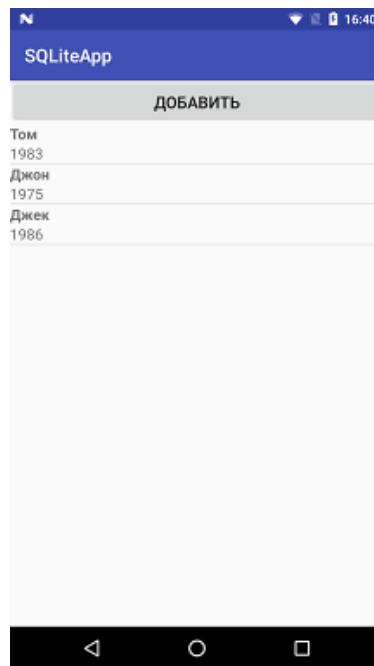 16:40
SQLiteApp
ДОБАВИТЬ
Том
1983
Джон
1975
Джек
1986